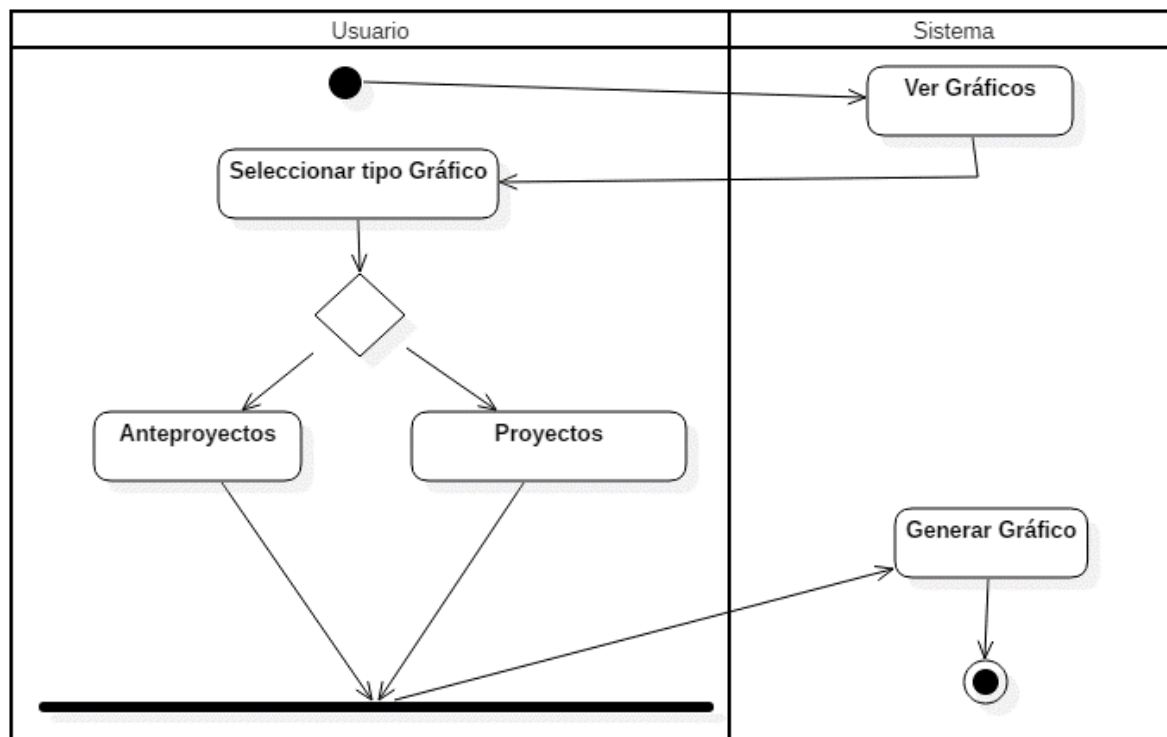 Usuario
Sistema
Ver Gráficos
Seleccionar tipo Gráfico
Anteproyectos
Proyectos
Generar Gráfico